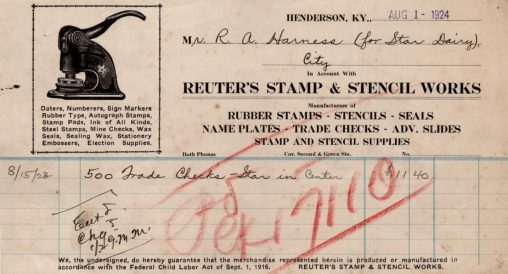 HENDERSON, KY., AUG 1 - 1924
Mr. R. A. Harness (for Star Dairy),
City
In Account With
REUTER'S STAMP & STENCIL WORKS
Manufacturers of
RUBBER STAMPS - STENCILS - SEALS
NAME PLATES - TRADE CHECKS - ADV. SLIDES
STAMP AND STENCIL SUPPLIES
Daters, Numberers, Sign Markers
Rubber Type, Autograph Stamps,
Stamp Pads, Ink of All Kinds,
Steel Stamps, Mine Checks, Wax
Seals, Sealing Wax, Stationery
Embossers, Election Supplies.
Both Phones Cor. Second & Green Sts. No.
8/15/23 500 Trade Checks - Star in Center $11 40
We, the undersigned, do hereby guarantee that the merchandise represented herein is produced or manufactured in
accordance with the Federal Child Labor Act of Sept. 1, 1916. REUTER'S STAMP & STENCIL WORKS.